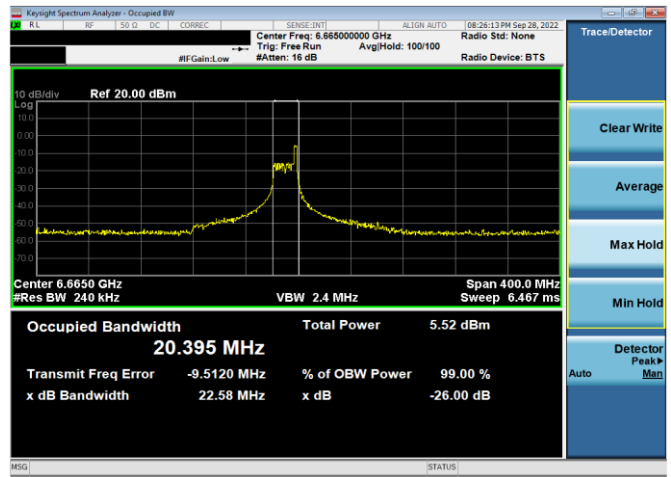 Keysight Spectrum Analyzer - Occupied BW
RL RF 50 Ω DC CORREC SENSE:INT ALIGN AUTO 08:26:13 PM Sep 28, 2022
Center Freq: 6.665000000 GHz Radio Std: None
Trig: Free Run Avg|Hold: 100/100
#IFGain:Low #Atten: 16 dB Radio Device: BTS
Trace/Detector
10 dB/div Ref 20.00 dBm
Log
10.0
0.00
-10.0
-20.0
-30.0
-40.0
-50.0
-60.0
-70.0
Center 6.6650 GHz Span 400.0 MHz
#Res BW 240 kHz VBW 2.4 MHz Sweep 6.467 ms
Occupied Bandwidth Total Power 5.52 dBm
20.395 MHz
Transmit Freq Error -9.5120 MHz % of OBW Power 99.00 %
x dB Bandwidth 22.58 MHz x dB -26.00 dB
Clear Write
Average
Max Hold
Min Hold
Detector
Peak▶
Auto Man
MSG STATUS